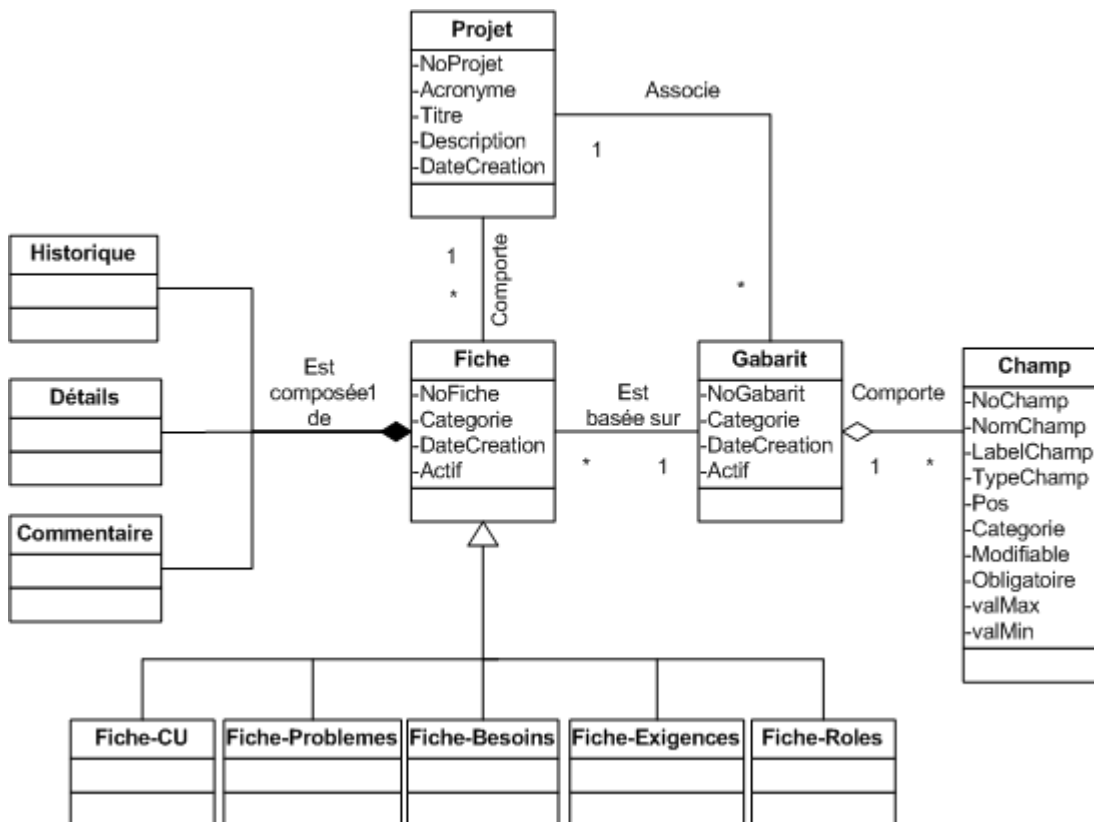 Projet
-NoProjet
-Acronyme
-Titre
-Description
-DateCreation
Associe
1
*
1
*
Comporte
Historique
Détails
Commentaire
Est
composée1
de
Fiche
-NoFiche
-Categorie
-DateCreation
-Actif
Est
basée sur
*
1
Gabarit
-NoGabarit
-Categorie
-DateCreation
-Actif
Comporte
1
*
Champ
-NoChamp
-NomChamp
-LabelChamp
-TypeChamp
-Pos
-Categorie
-Modifiable
-Obligatoire
-valMax
-valMin
Fiche-CU
Fiche-Problemes
Fiche-Besoins
Fiche-Exigences
Fiche-Roles